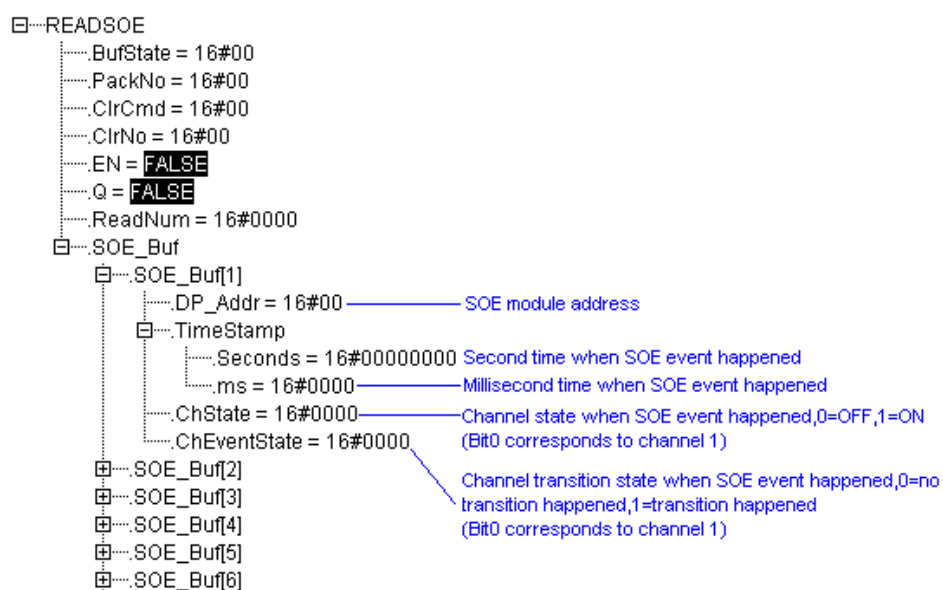 READSOE
.BufState = 16#00
.PackNo = 16#00
.ClrCmd = 16#00
.ClrNo = 16#00
.EN = FALSE
.Q = FALSE
.ReadNum = 16#0000
.SOE_Buf
.SOE_Buf[1]
.DP_Addr = 16#00 SOE module address
.TimeStamp
.Seconds = 16#00000000 Second time when SOE event happened
.ms = 16#0000 Millisecond time when SOE event happened
.ChState = 16#0000 Channel state when SOE event happened,0=OFF,1=ON
(Bit0 corresponds to channel 1)
.ChEventState = 16#0000
Channel transition state when SOE event happened,0=no
transition happened,1=transition happened
(Bit0 corresponds to channel 1)
.SOE_Buf[2]
.SOE_Buf[3]
.SOE_Buf[4]
.SOE_Buf[5]
.SOE_Buf[6]